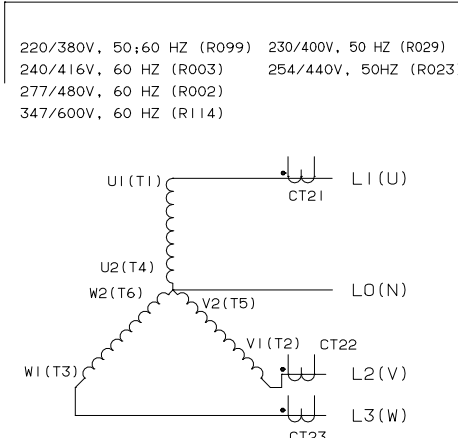 220/380V, 50;60 HZ (R099) 230/400V, 50 HZ (R029)
240/416V, 60 HZ (R003) 254/440V, 50HZ (R023)
277/480V, 60 HZ (R002)
347/600V, 60 HZ (R114)
U1(T1) L1(U)
CT21
U2(T4)
W2(T6) L0(N)
V2(T5)
V1(T2) CT22
W1(T3) L2(V)
L3(W)
CT23